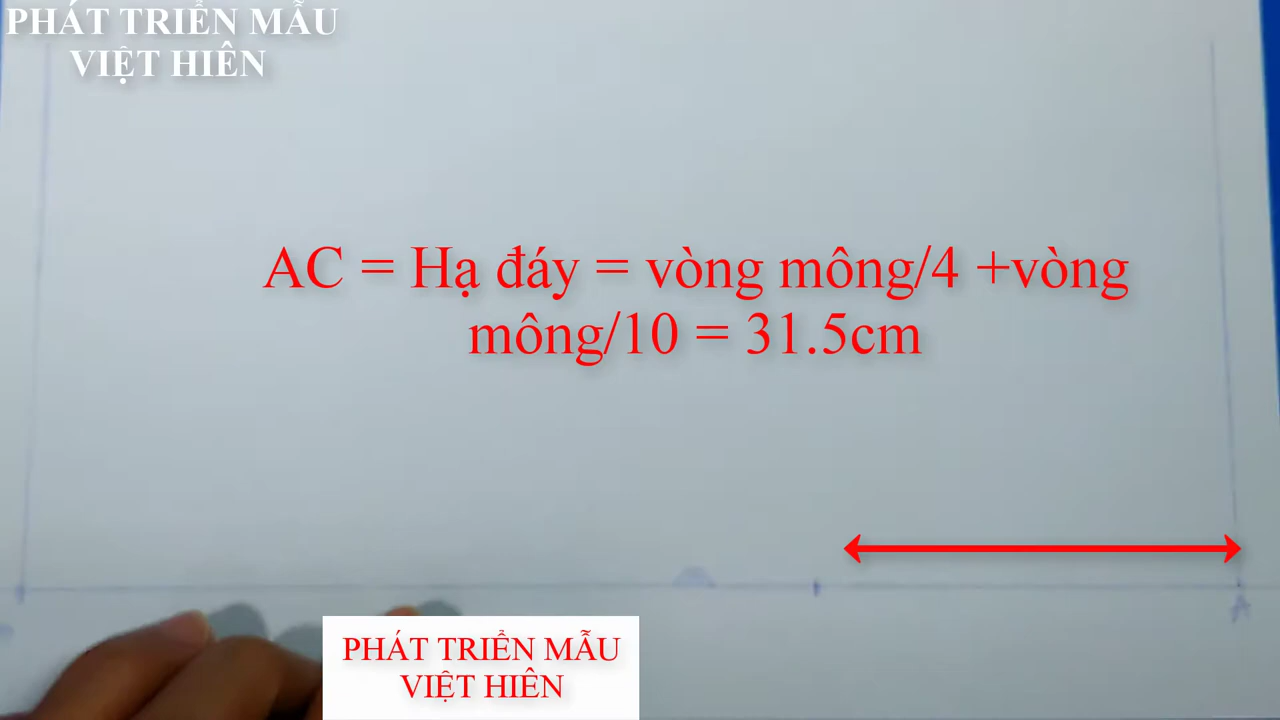 PHÁT TRIỂN MẪU
VIỆT HIÊN
AC = Hạ đáy = vòng mông/4 +vòng
mông/10 = 31.5cm
A
PHÁT TRIỂN MẪU
VIỆT HIÊN